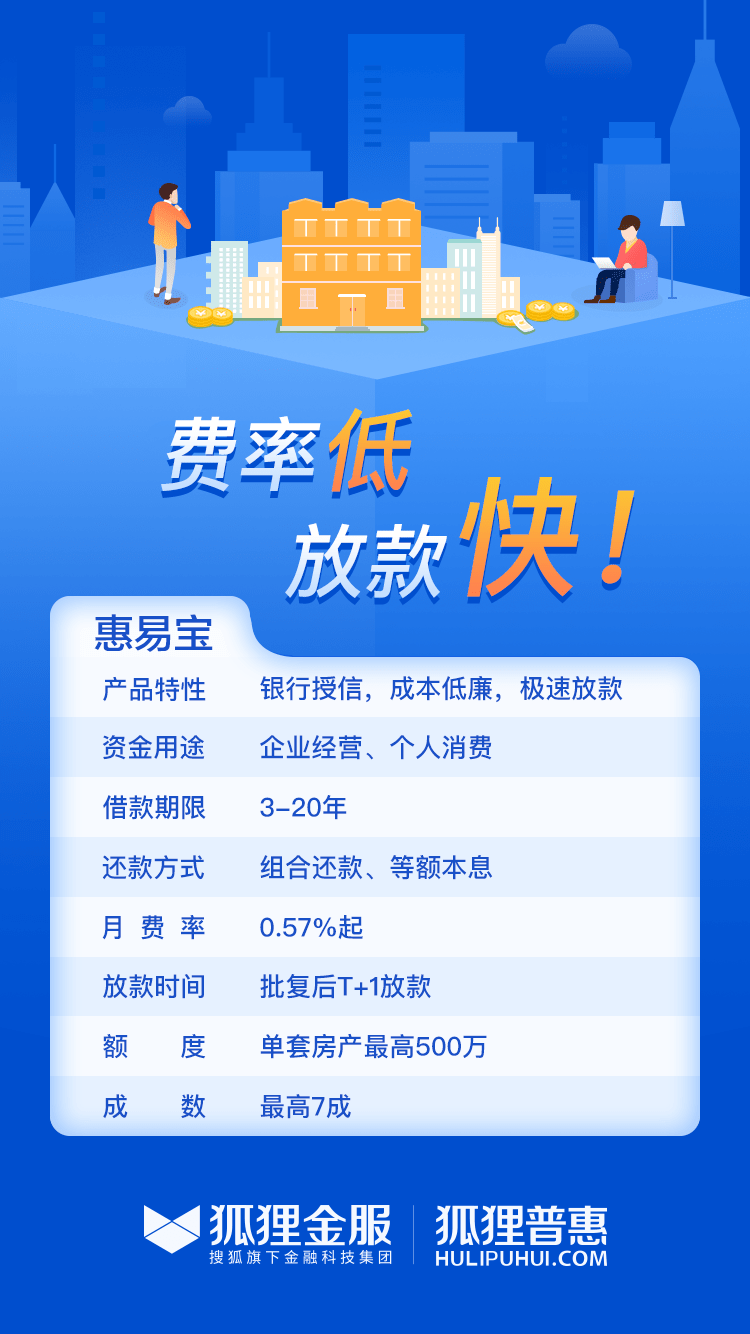 费率低
放款快！
惠易宝
产品特性 银行授信，成本低廉，极速放款
资金用途 企业经营、个人消费
借款期限 3–20年
还款方式 组合还款、等额本息
月费率 0.57%起
放款时间 批复后T+1放款
额度 单套房产最高500万
成数 最高7成
狐狸金服 狐狸普惠
搜狐旗下金融科技集团 HULIPUHUI.COM